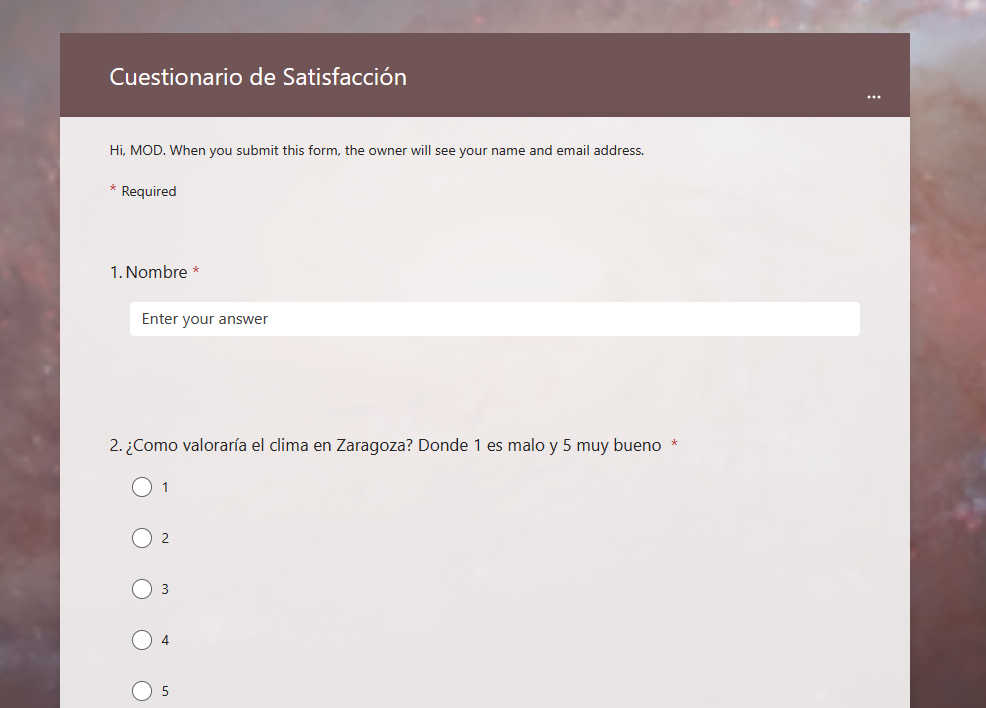 Cuestionario de Satisfacción
...
Hi, MOD. When you submit this form, the owner will see your name and email address.
* Required
1. Nombre *
Enter your answer
2. ¿Como valoraría el clima en Zaragoza? Donde 1 es malo y 5 muy bueno *
1
2
3
4
5